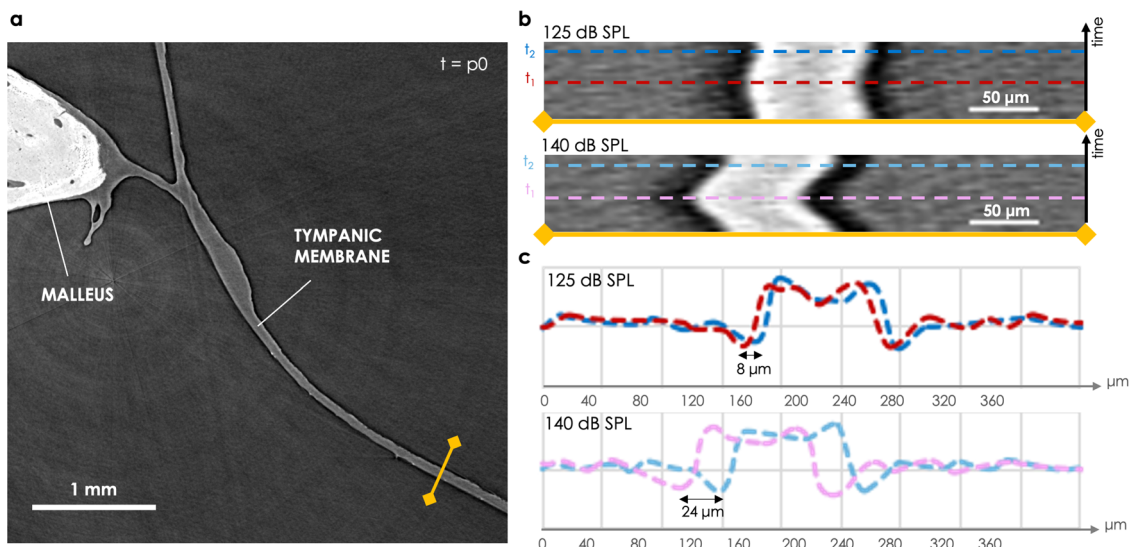 a
t = p0
MALLEUS
TYMPANIC
MEMBRANE
1 mm
b
125 dB SPL
t2
t1
50 µm
time
140 dB SPL
t2
t1
50 µm
time
c
125 dB SPL
8 µm
µm
0 40 80 120 160 200 240 280 320 360
140 dB SPL
24 µm
µm
0 40 80 120 160 200 240 280 320 360